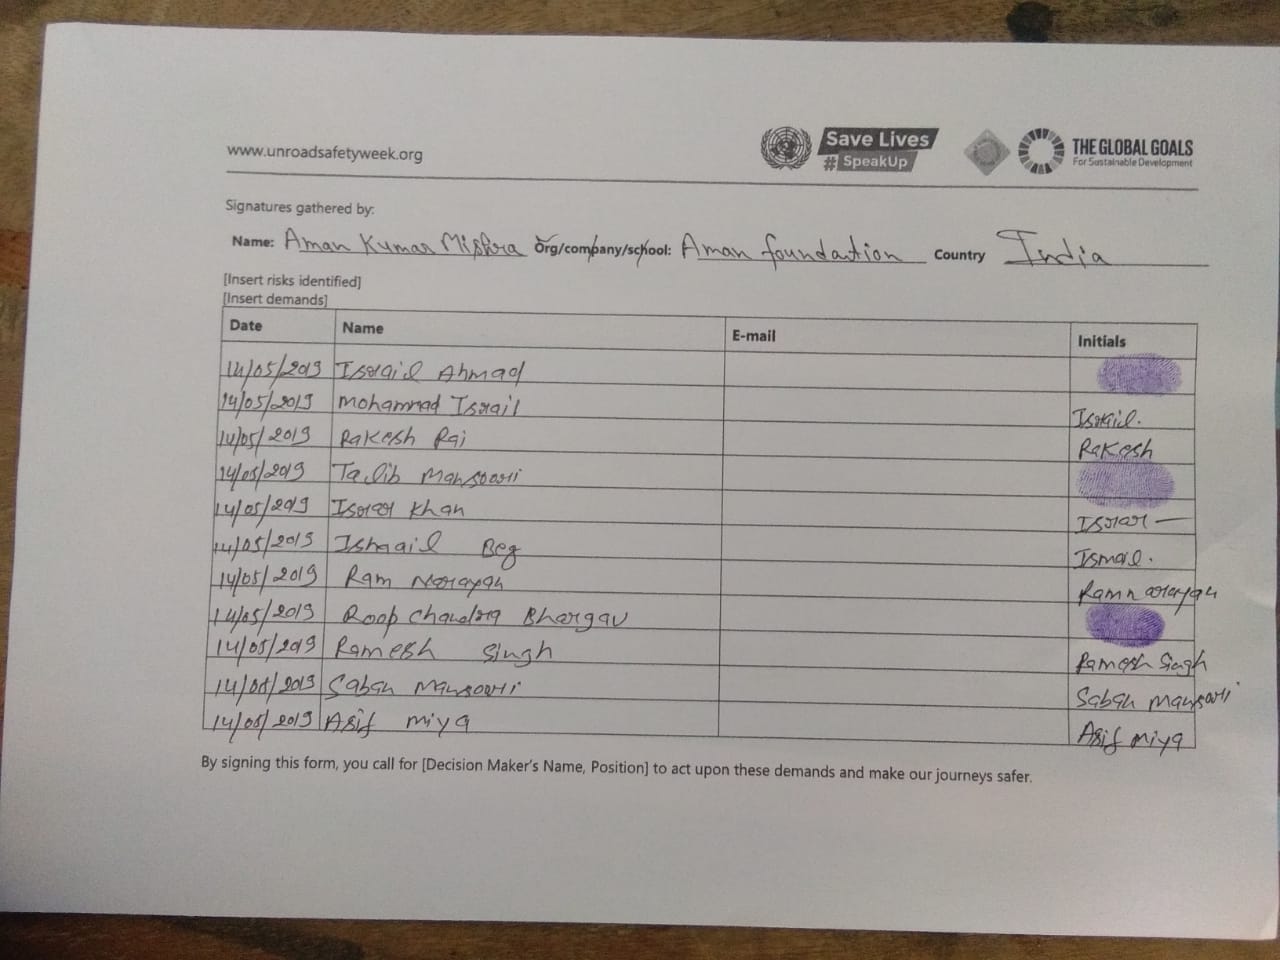 www.unroadsafetyweek.org
Save Lives
# SpeakUp
THE GLOBAL GOALS
For Sustainable Development
Signatures gathered by:
Name: Aman Kumar Mishra Org/company/school: Aman foundation Country India
[Insert risks identified]
[Insert demands]
Date Name E-mail Initials
14/05/2019 Israil Ahmad
14/05/2019 Mohammad Israil Israil.
14/05/2019 Rakesh Rai Rakesh
14/05/2019 Talib Mansoori
14/05/2019 Israr Khan Israr
14/05/2019 Ishmail Beg Ismail.
14/05/2019 Ram Narayan Ramnarayan
14/05/2019 Roop Chandra Bhargav
14/05/2019 Ramesh Singh Ramesh Singh
14/05/2019 Saban Mansoori Saban Mansoori
14/05/2019 Asif Miya Asif Miya
By signing this form, you call for [Decision Maker's Name, Position] to act upon these demands and make our journeys safer.